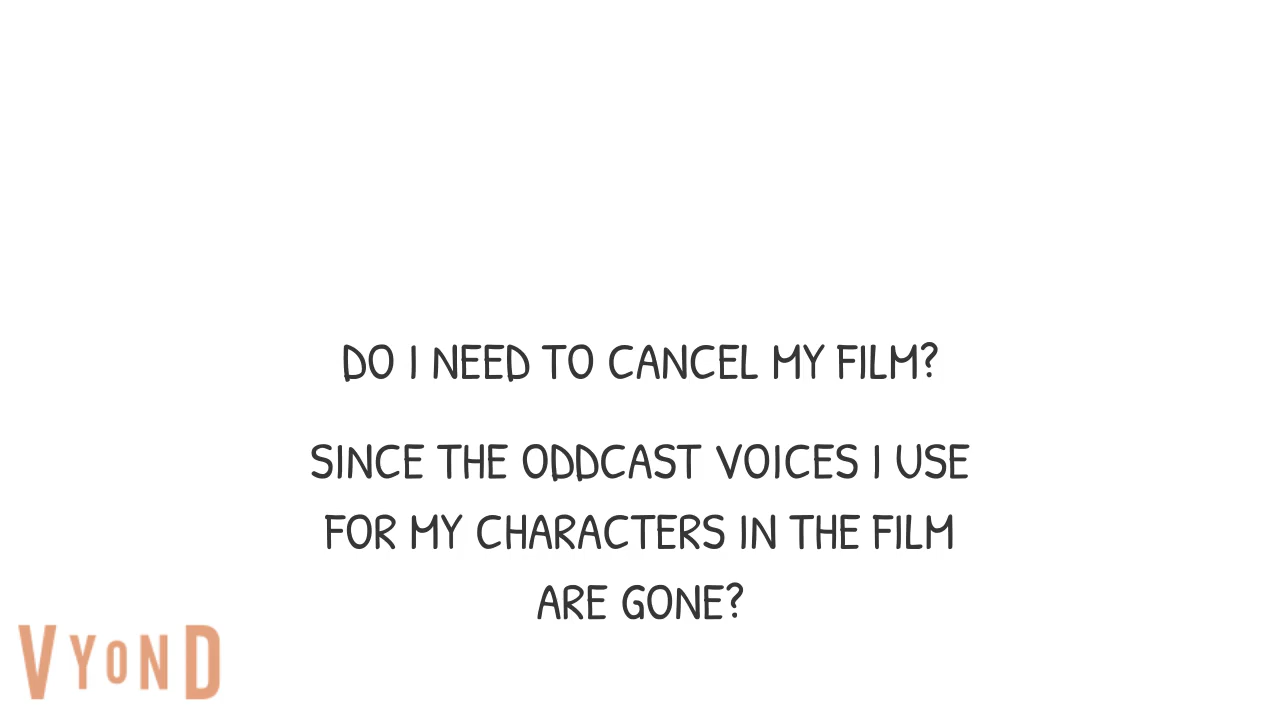 DO I NEED TO CANCEL MY FILM?
SINCE THE ODDCAST VOICES I USE
FOR MY CHARACTERS IN THE FILM
ARE GONE?
VYOND